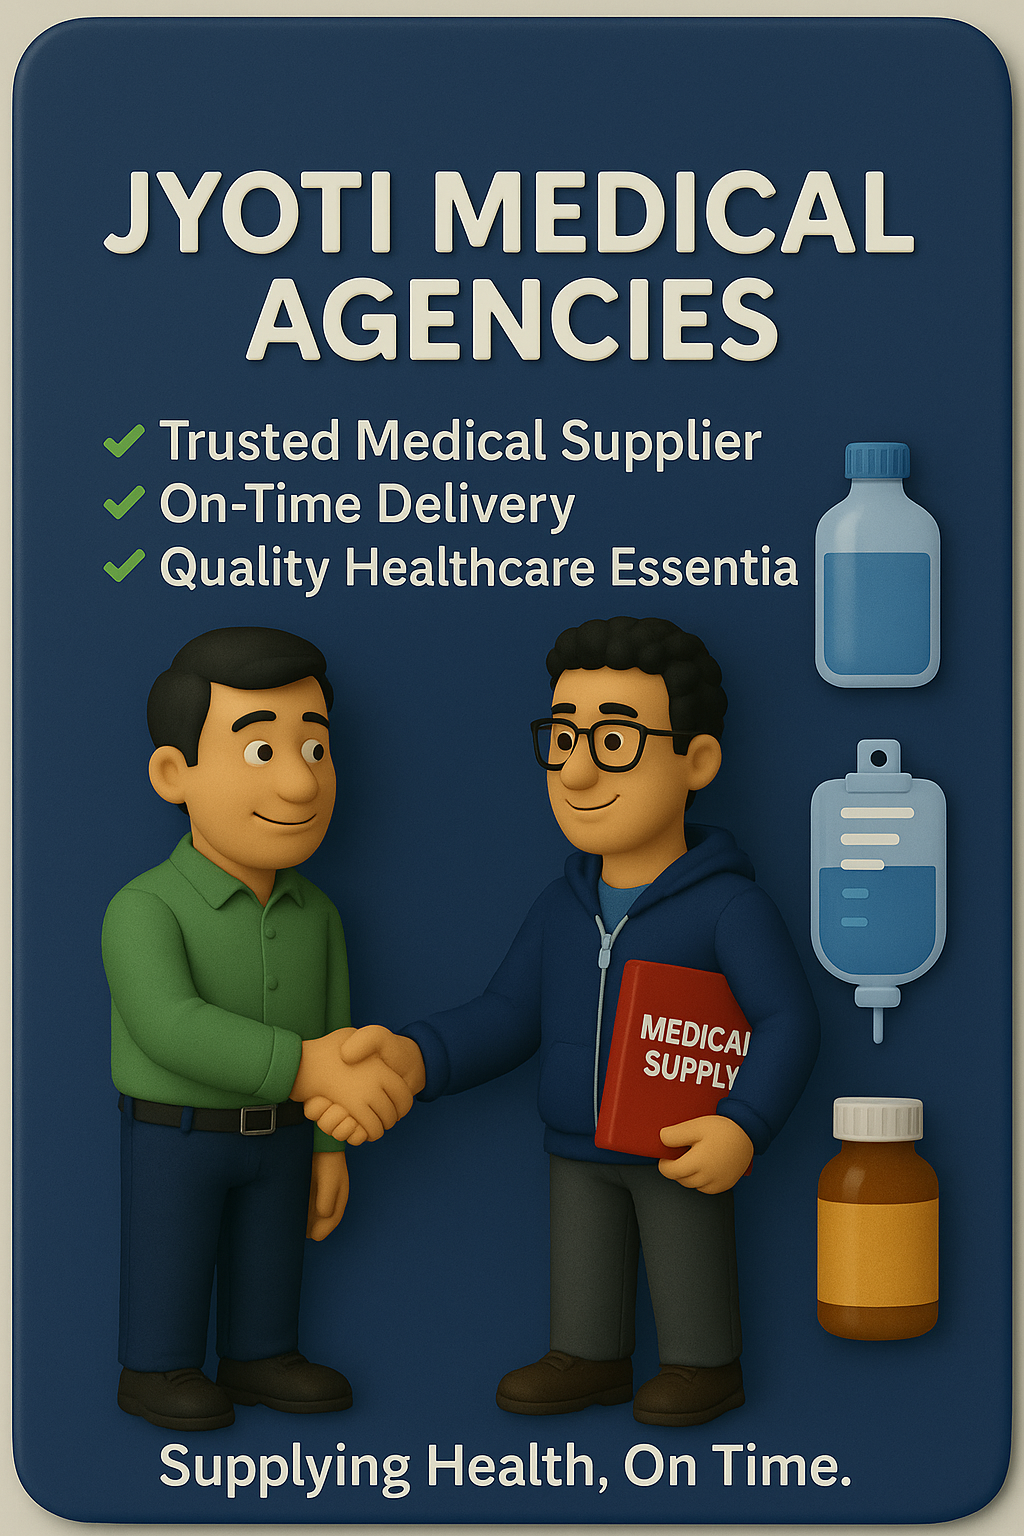 JYOTI MEDICAL
AGENCIES
✓ Trusted Medical Supplier
✓ On-Time Delivery
✓ Quality Healthcare Essentia
MEDICAL
SUPPLY
Supplying Health, On Time.